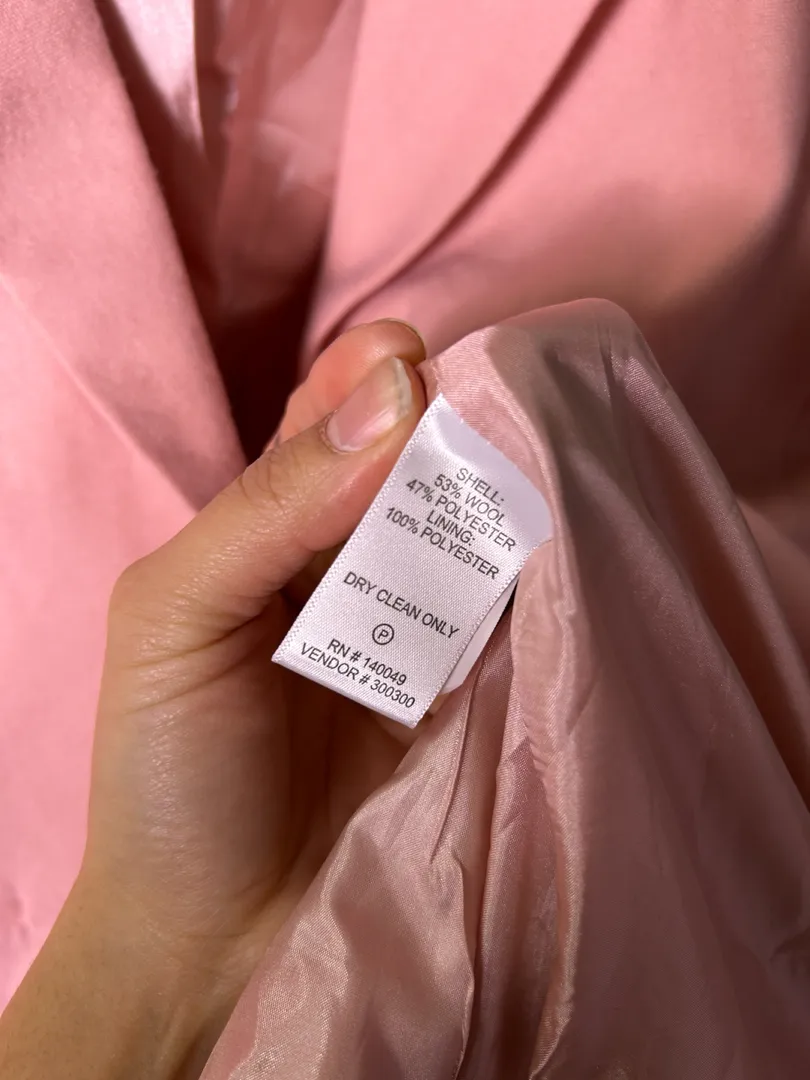 SHELL:
53% WOOL
47% POLYESTER
LINING:
100% POLYESTER
DRY CLEAN ONLY
P
RN # 140049
VENDOR # 300300